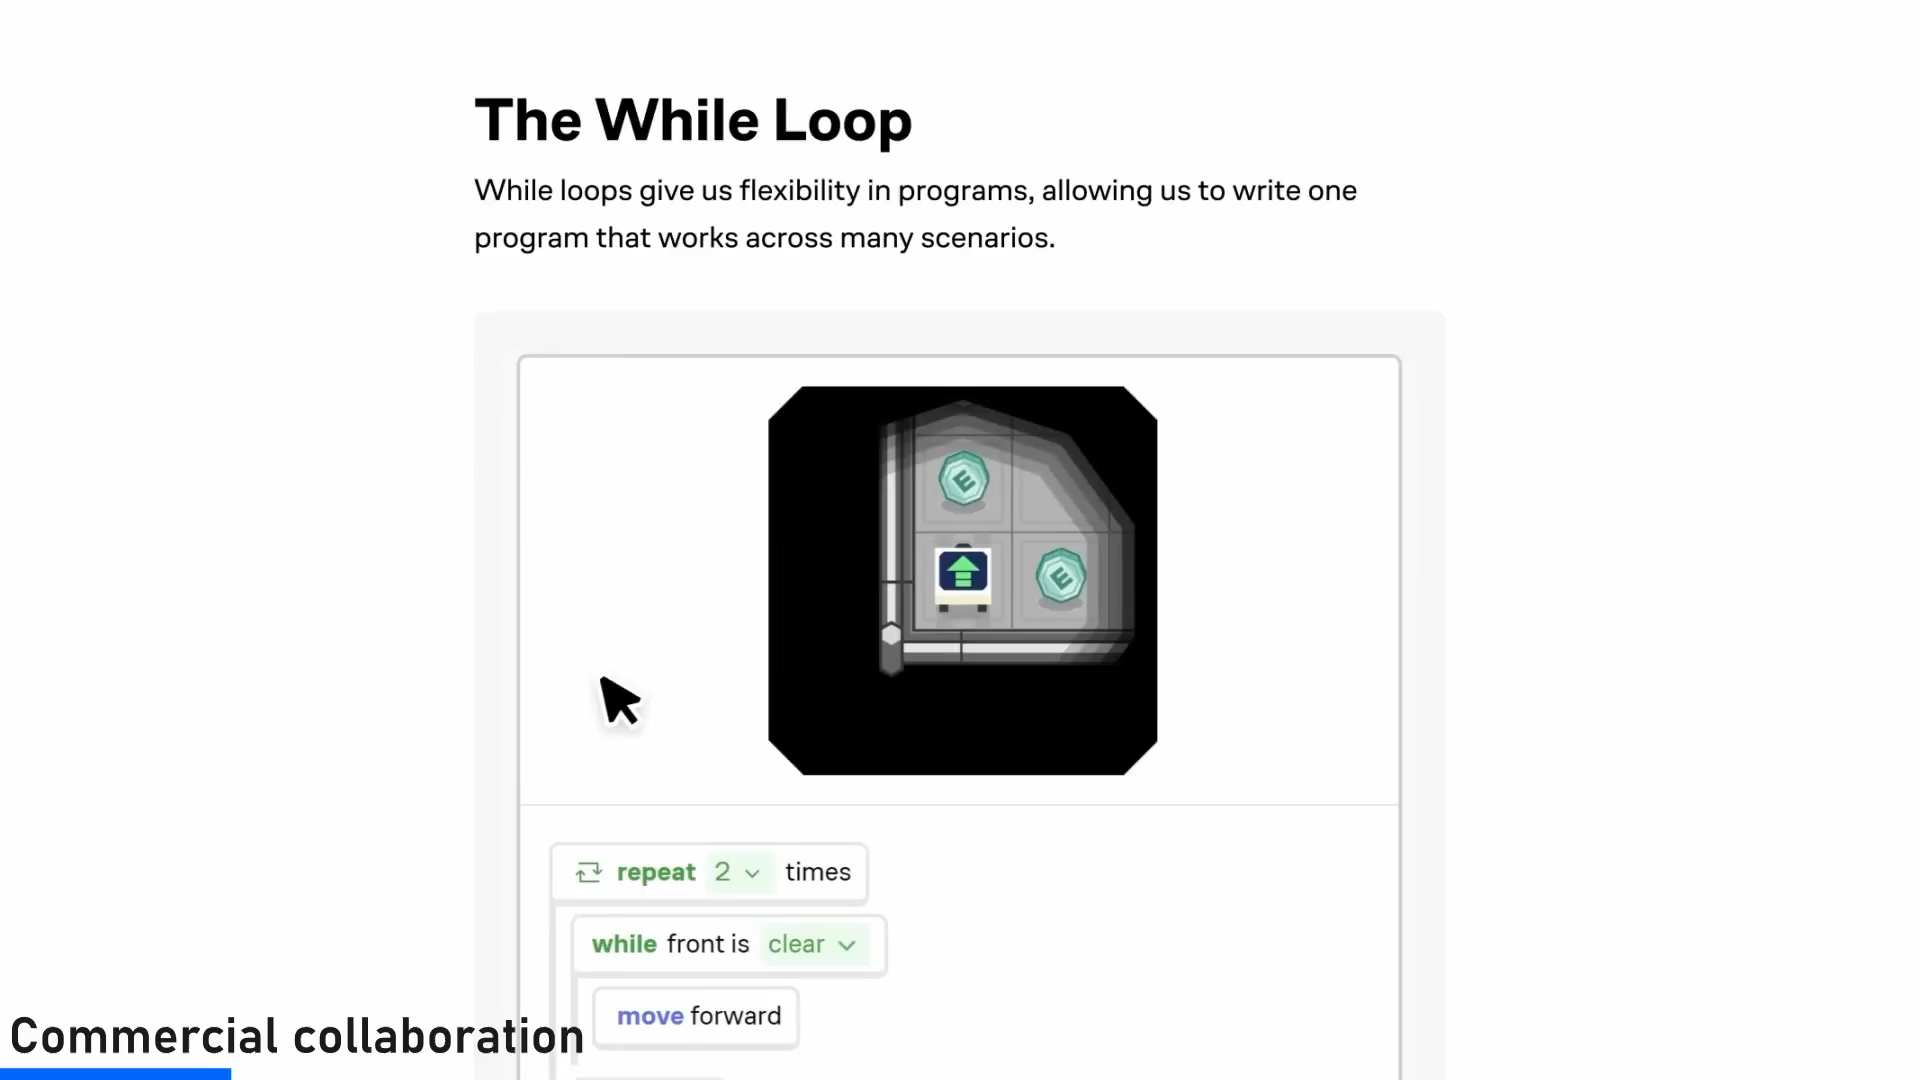 The While Loop
While loops give us flexibility in programs, allowing us to write one
program that works across many scenarios.
E
E
repeat 2 times
while front is clear
move forward
Commercial collaboration